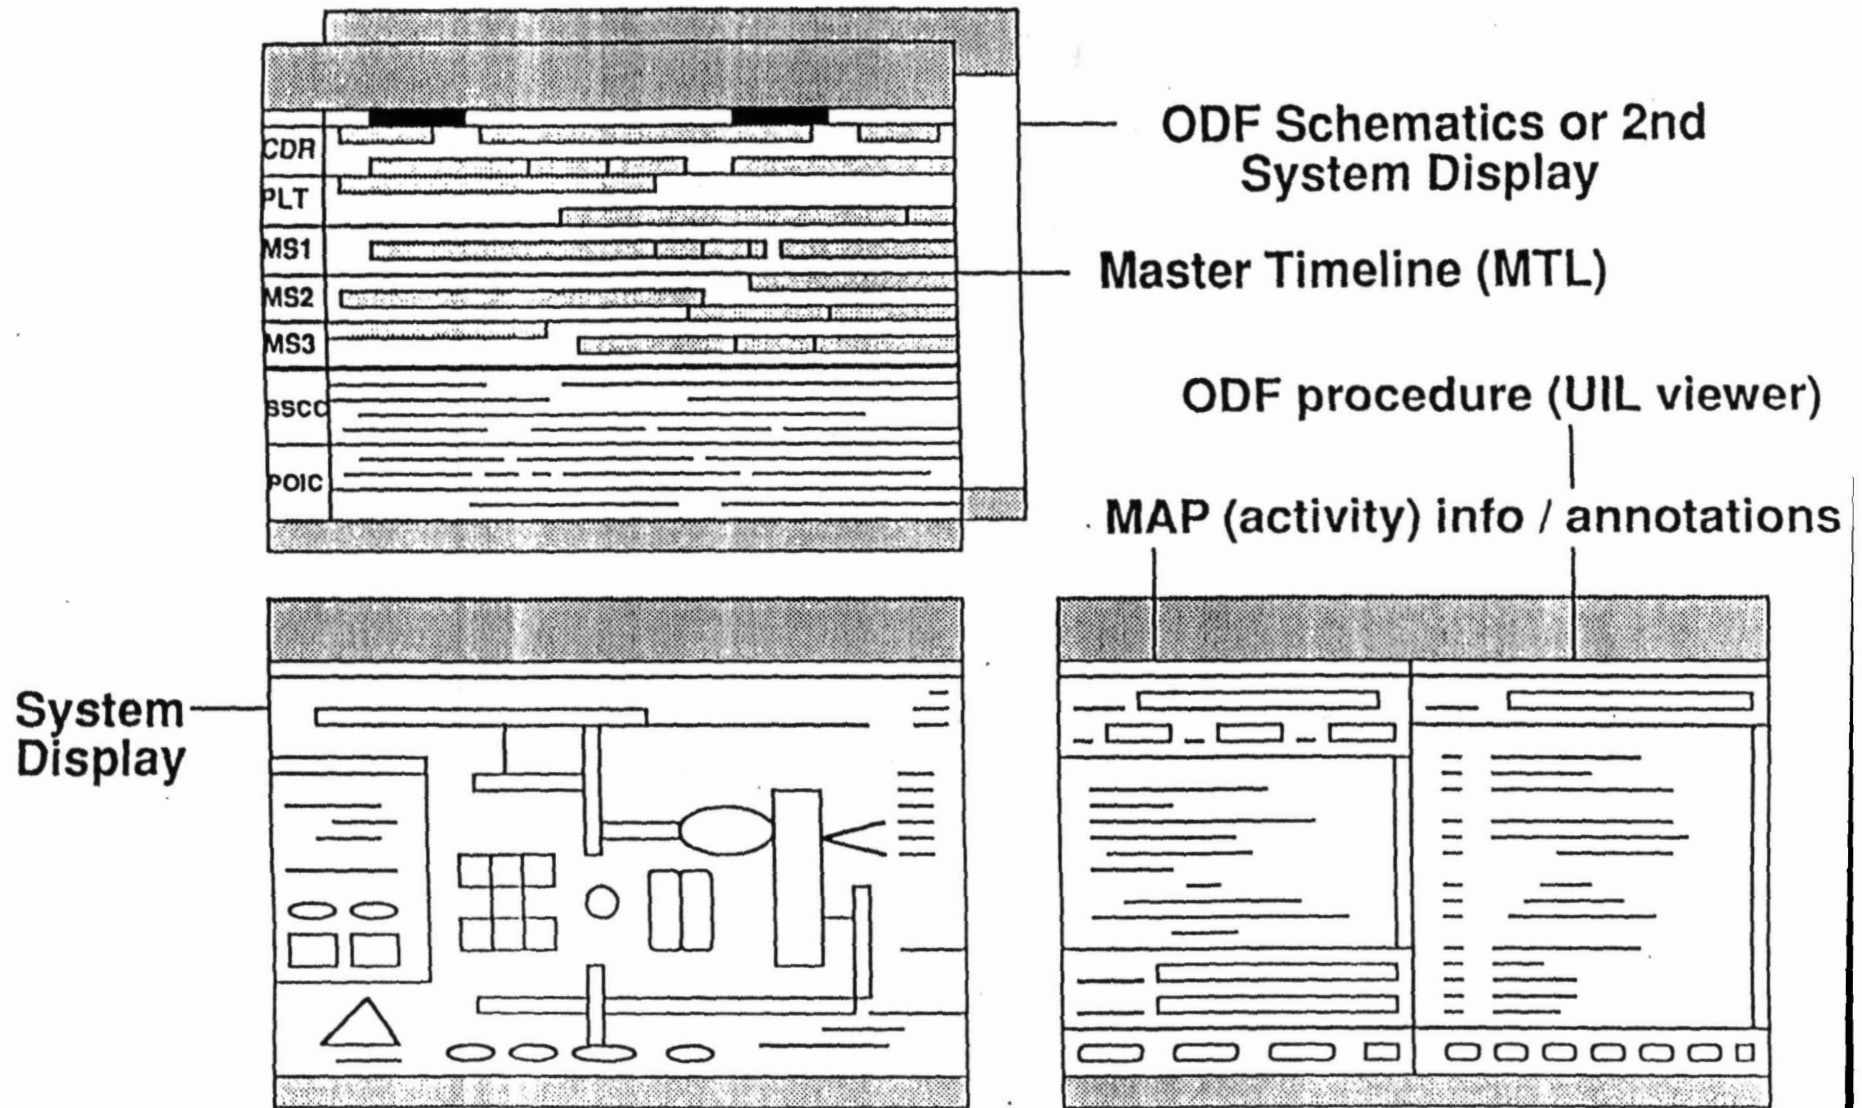 ODF Schematics or 2nd
System Display
CDR
PLT
MS1
Master Timeline (MTL)
MS2
MS3
ODF procedure (UIL viewer)
SSCC
POIC
MAP (activity) info / annotations
System
Display